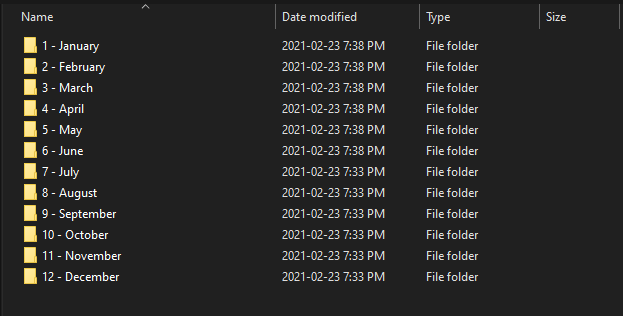 Name Date modified Type Size
1 - January 2021-02-23 7:38 PM File folder
2 - February 2021-02-23 7:38 PM File folder
3 - March 2021-02-23 7:38 PM File folder
4 - April 2021-02-23 7:38 PM File folder
5 - May 2021-02-23 7:38 PM File folder
6 - June 2021-02-23 7:38 PM File folder
7 - July 2021-02-23 7:33 PM File folder
8 - August 2021-02-23 7:33 PM File folder
9 - September 2021-02-23 7:33 PM File folder
10 - October 2021-02-23 7:33 PM File folder
11 - November 2021-02-23 7:33 PM File folder
12 - December 2021-02-23 7:33 PM File folder